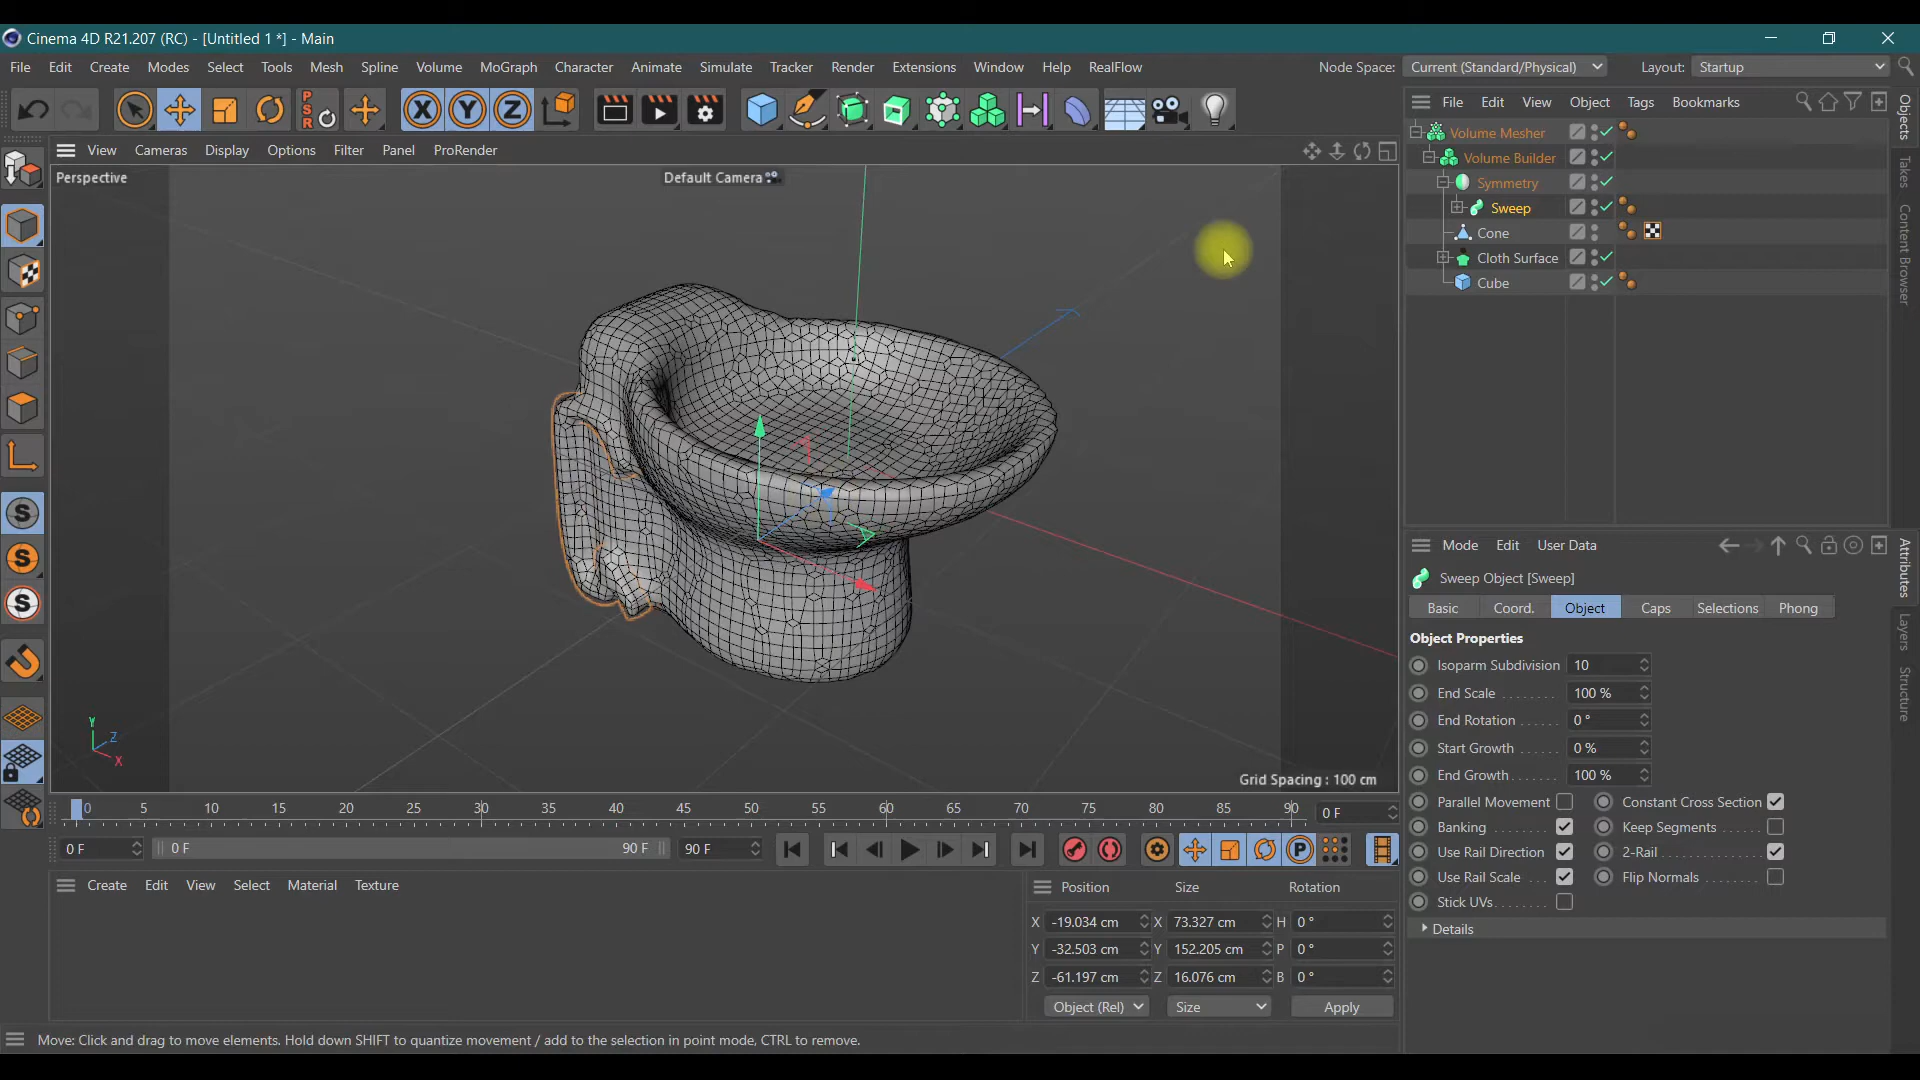 Cinema 4D R21.207 (RC) - [Untitled 1 *] - Main
File Edit Create Modes Select Tools Mesh Spline Volume MoGraph Character Animate Simulate Tracker Render Extensions Window Help RealFlow Node Space: Current (Standard/Physical) Layout: Startup
PSR X Y Z
File Edit View Object Tags Bookmarks
View Cameras Display Options Filter Panel ProRender
Perspective
Default Camera
Volume Mesher
Volume Builder
Symmetry
Sweep
Cone
Cloth Surface
Cube
Objects
Takes
Content Browser
S
S
S
Y
Z
X
Grid Spacing : 100 cm
Mode Edit User Data
Sweep Object [Sweep]
Basic Coord. Object Caps Selections Phong
Object Properties
Isoparm Subdivision 10
End Scale 100 %
End Rotation 0 °
Start Growth 0 %
End Growth 100 %
Parallel Movement Constant Cross Section
Banking Keep Segments
Use Rail Direction 2-Rail
Use Rail Scale Flip Normals
Stick UVs
Details
Attributes
Layers
Structure
0 5 10 15 20 25 30 35 40 45 50 55 60 65 70 75 80 85 90 0 F
0 F 0 F 90 F 90 F P
Create Edit View Select Material Texture
Position Size Rotation
X -19.034 cm X 73.327 cm H 0 °
Y -32.503 cm Y 152.205 cm P 0 °
Z -61.197 cm Z 16.076 cm B 0 °
Object (Rel) Size Apply
Move: Click and drag to move elements. Hold down SHIFT to quantize movement / add to the selection in point mode, CTRL to remove.